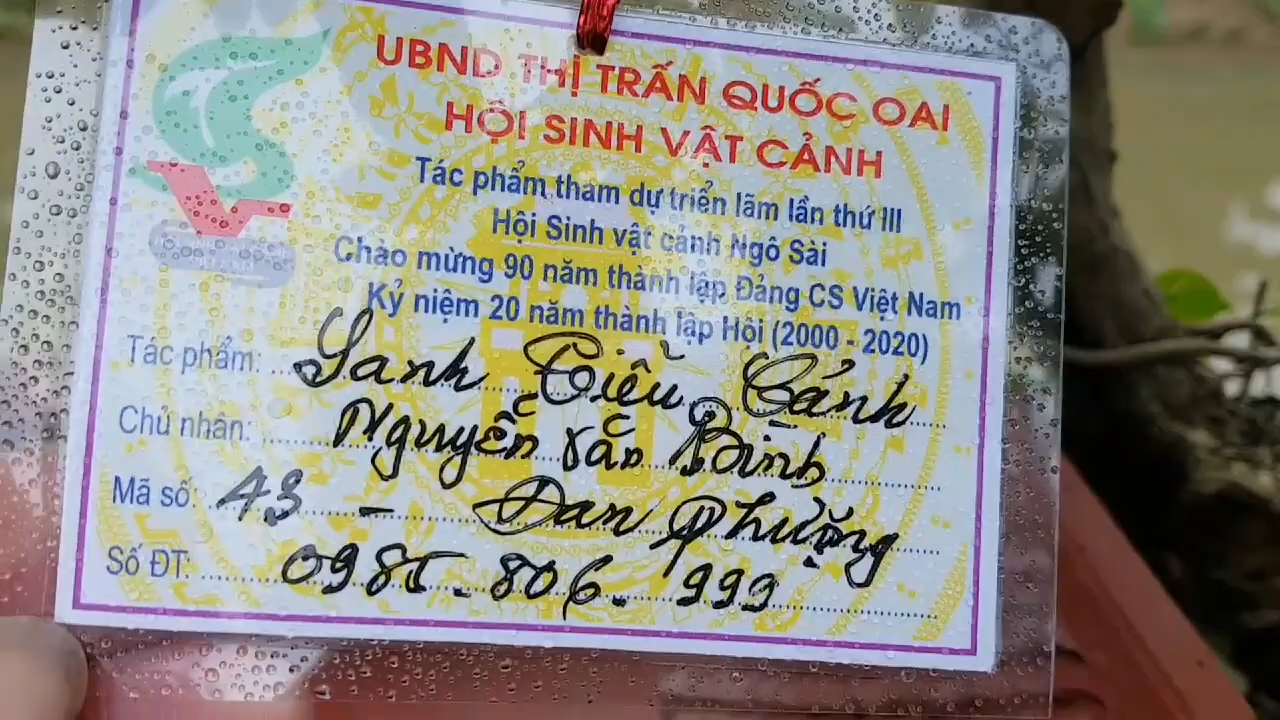 UBND THỊ TRẤN QUỐC OAI
HỘI SINH VẬT CẢNH
Tác phẩm tham dự triển lãm lần thứ III
Hội Sinh vật cảnh Ngô Sài
Chào mừng 90 năm thành lập Đảng CS Việt Nam
Kỷ niệm 20 năm thành lập Hội (2000 - 2020)
Tác phẩm: Sanh Tiểu Cảnh
Chủ nhân: Nguyễn Văn Bình
Mã số: 43 - Đan Phượng
Số ĐT: 0985.806.999